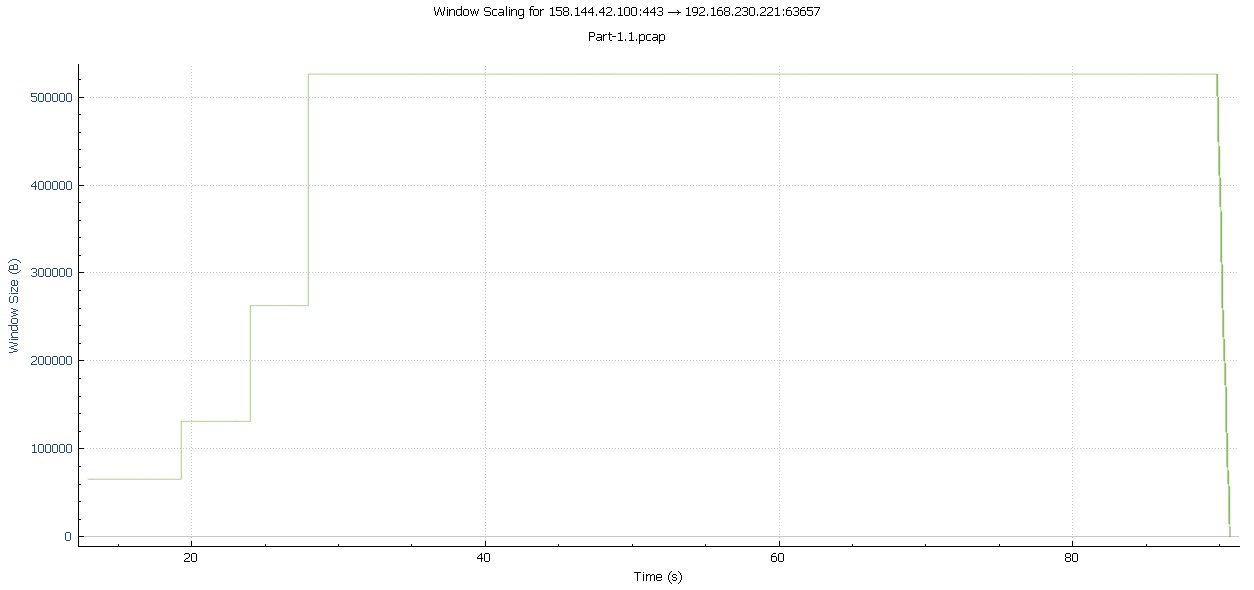 Window Scaling for 158.144.42.100:443 → 192.168.230.221:63657
Part-1.1.pcap
500000
400000
300000
200000
100000
0
Window Size (B)
20 40 60 80
Time (s)